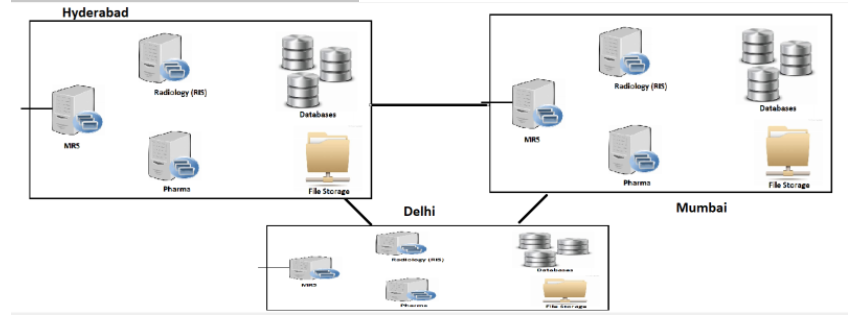 Hyderabad
Radiology (RIS)
Databases
MRS
Pharma
File Storage
Radiology (RIS)
Databases
MRS
Pharma
File Storage
Mumbai
Delhi
Radiology (RIS)
Databases
MRS
Pharma
File Storage